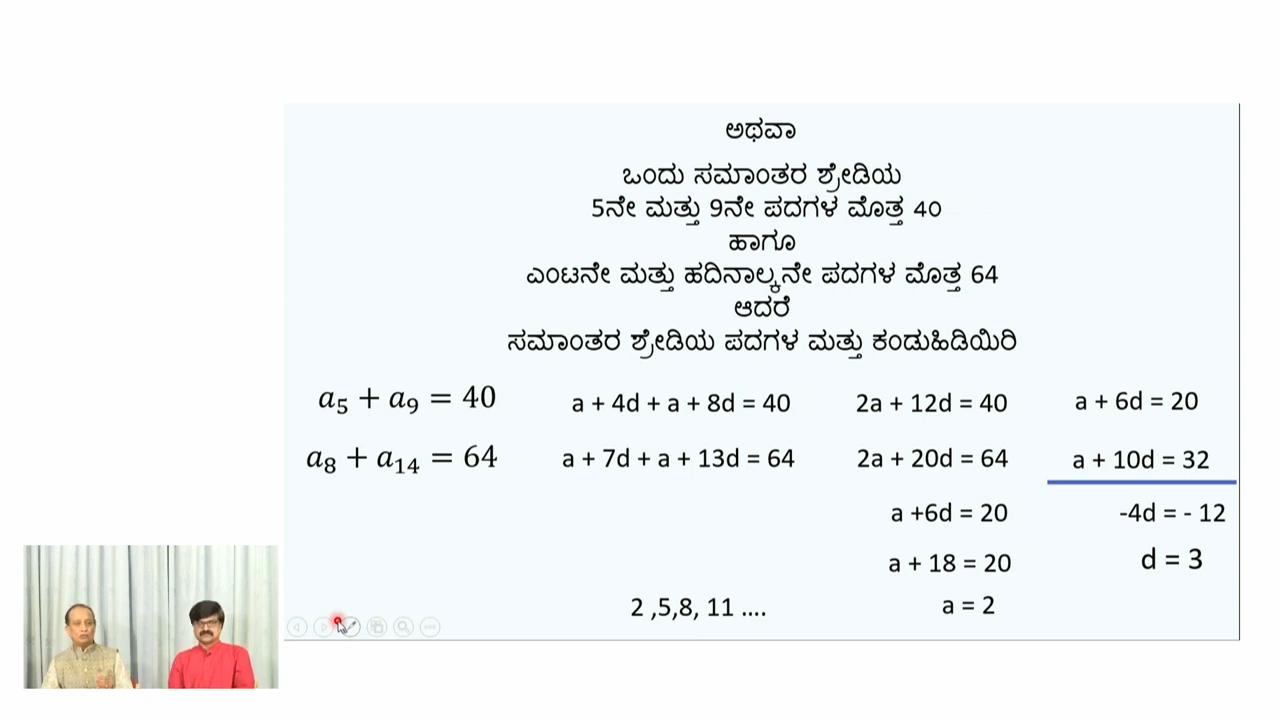 ಅಥವಾ
ಒಂದು ಸಮಾಂತರ ಶ್ರೇಡಿಯ
5ನೇ ಮತ್ತು 9ನೇ ಪದಗಳ ಮೊತ್ತ 40
ಹಾಗೂ
ಎಂಟನೇ ಮತ್ತು ಹದಿನಾಲ್ಕನೇ ಪದಗಳ ಮೊತ್ತ 64
ಆದರೆ
ಸಮಾಂತರ ಶ್ರೇಡಿಯ ಪದಗಳ ಮತ್ತು ಕಂಡುಹಿಡಿಯಿರಿ
a₅ + a₉ = 40 a + 4d + a + 8d = 40 2a + 12d = 40 a + 6d = 20
a₈ + a₁₄ = 64 a + 7d + a + 13d = 64 2a + 20d = 64 a + 10d = 32
a +6d = 20 -4d = - 12
a + 18 = 20 d = 3
2 ,5,8, 11 .... a = 2